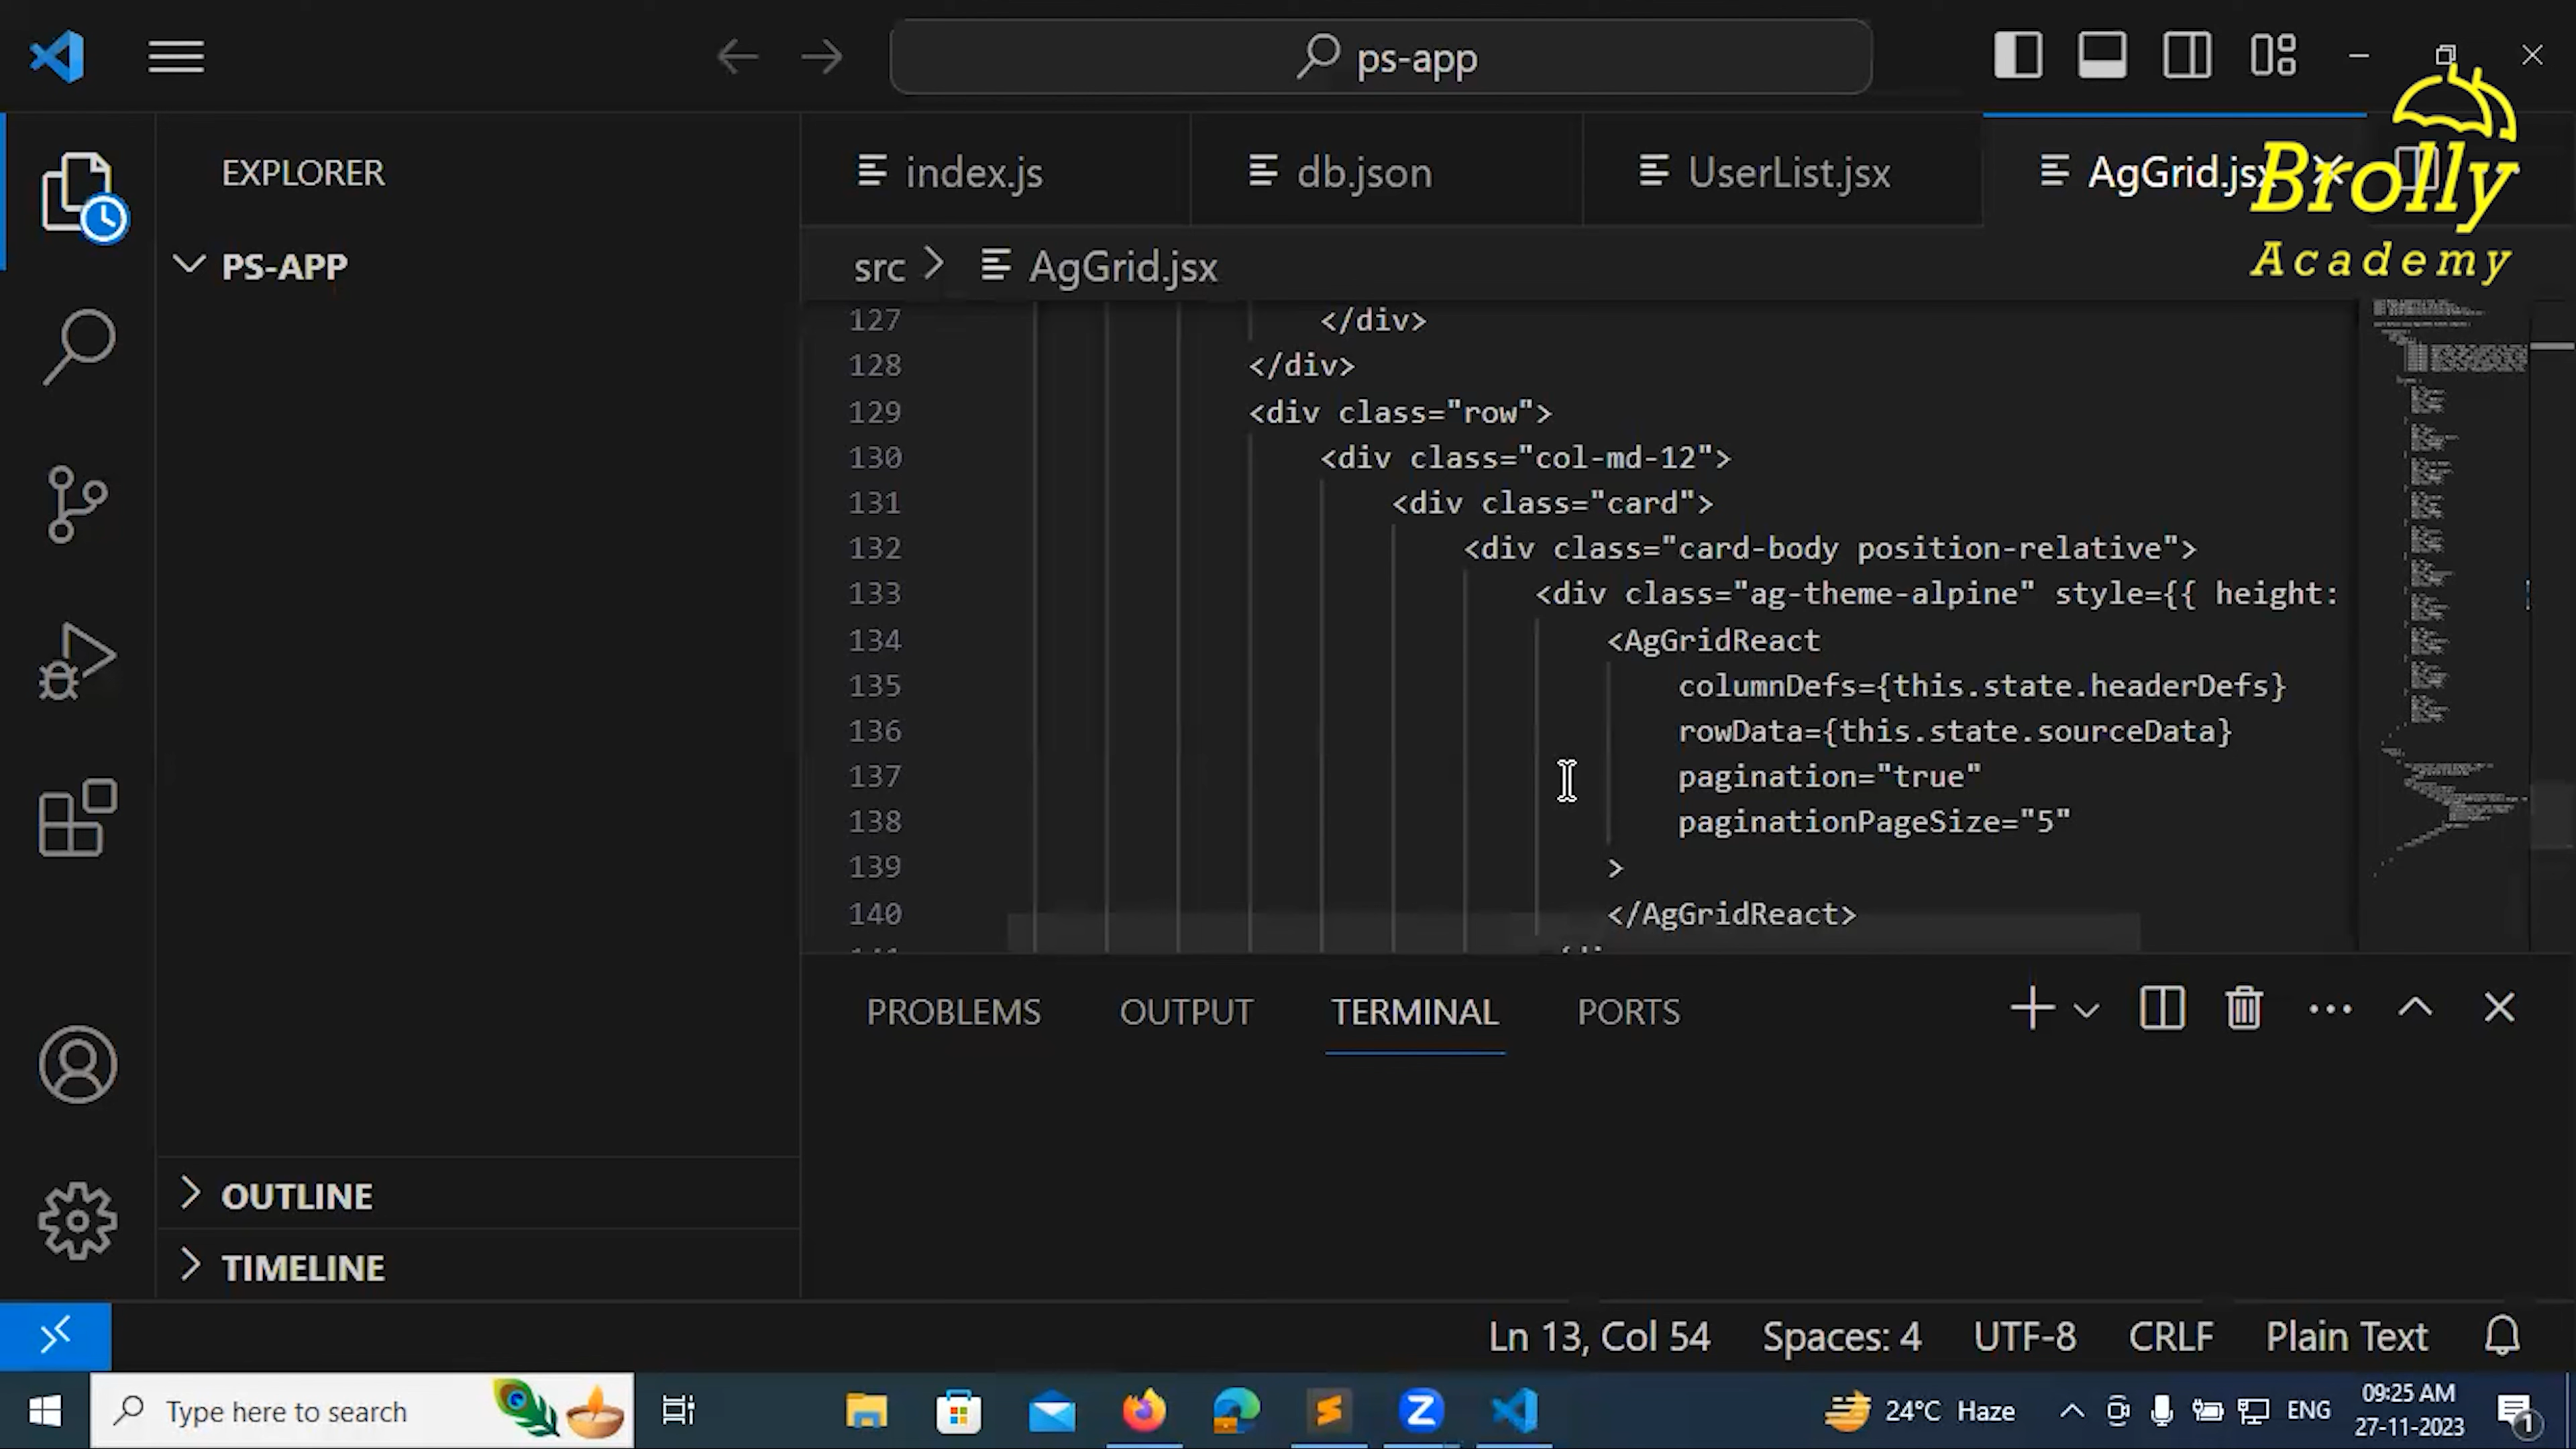 ps-app
EXPLORER
PS-APP
index.js
db.json
UserList.jsx
AgGrid.jsx
Brolly
Academy
src > AgGrid.jsx
127 </div>
128 </div>
129 <div class="row">
130 <div class="col-md-12">
131 <div class="card">
132 <div class="card-body position-relative">
133 <div class="ag-theme-alpine" style={{ height:
134 <AgGridReact
135 columnDefs={this.state.headerDefs}
136 rowData={this.state.sourceData}
137 pagination="true"
138 paginationPageSize="5"
139 >
140 </AgGridReact>
PROBLEMS
OUTPUT
TERMINAL
PORTS
OUTLINE
TIMELINE
Ln 13, Col 54
Spaces: 4
UTF-8
CRLF
Plain Text
Type here to search
24°C Haze
ENG
09:25 AM
27-11-2023
1